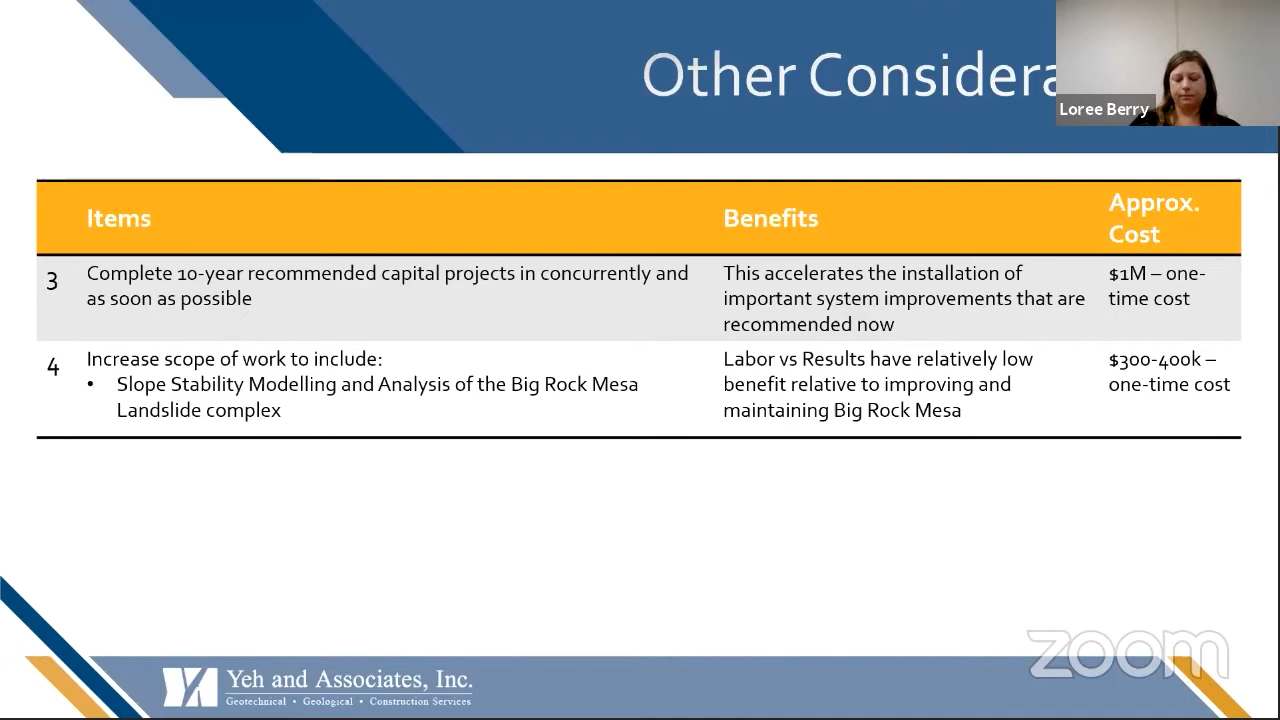 Other Considera
Loree Berry
Items
Benefits
Approx.
Cost
3
Complete 10-year recommended capital projects in concurrently and
as soon as possible
This accelerates the installation of
important system improvements that are
recommended now
$1M – one-
time cost
4
Increase scope of work to include:
• Slope Stability Modelling and Analysis of the Big Rock Mesa
Landslide complex
Labor vs Results have relatively low
benefit relative to improving and
maintaining Big Rock Mesa
$300-400k –
one-time cost
zoom
Yeh and Associates, Inc.
Geotechnical • Geological • Construction Services